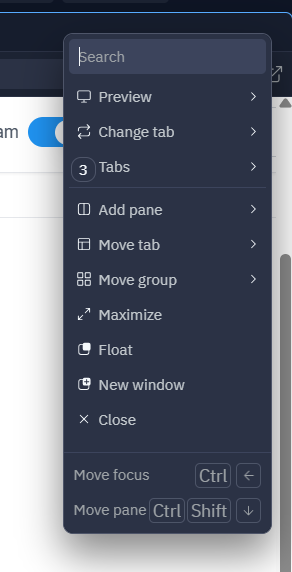 Search
am
Preview
Change tab
3 Tabs
Add pane
Move tab
Move group
Maximize
Float
New window
Close
Move focus Ctrl ←
Move pane Ctrl Shift ↓